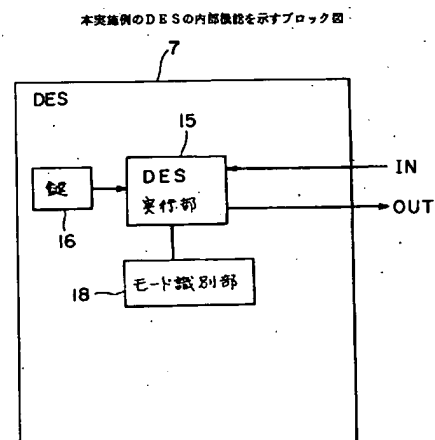 本実施例のDESの内部機能を示すブロック図
7
DES
15
鍵
DES
実行部
IN
OUT
16
18
モード識別部